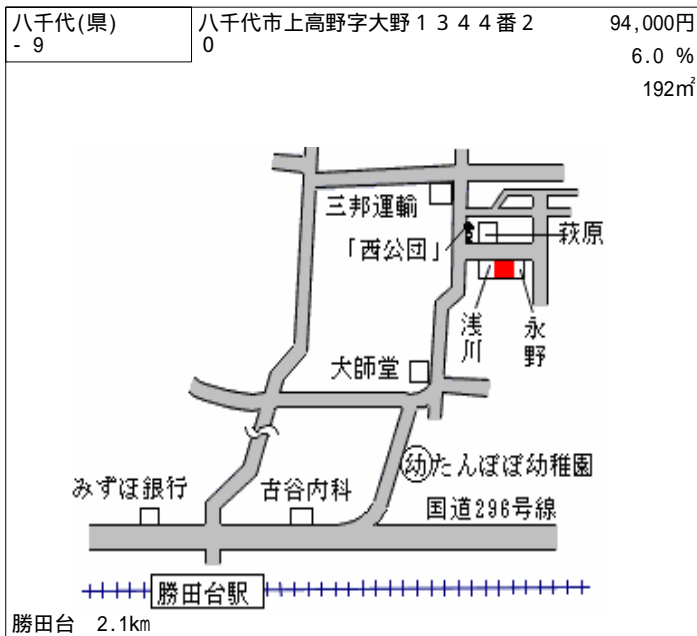 八千代(県)
- 9
八千代市上高野字大野１３４４番２
0
94,000円
6.0 %
192㎡
三邦運輸
「西公団」
萩原
浅川
永野
大師堂
幼たんぽぽ幼稚園
みずほ銀行
古谷内科
国道296号線
勝田台駅
勝田台 2.1km